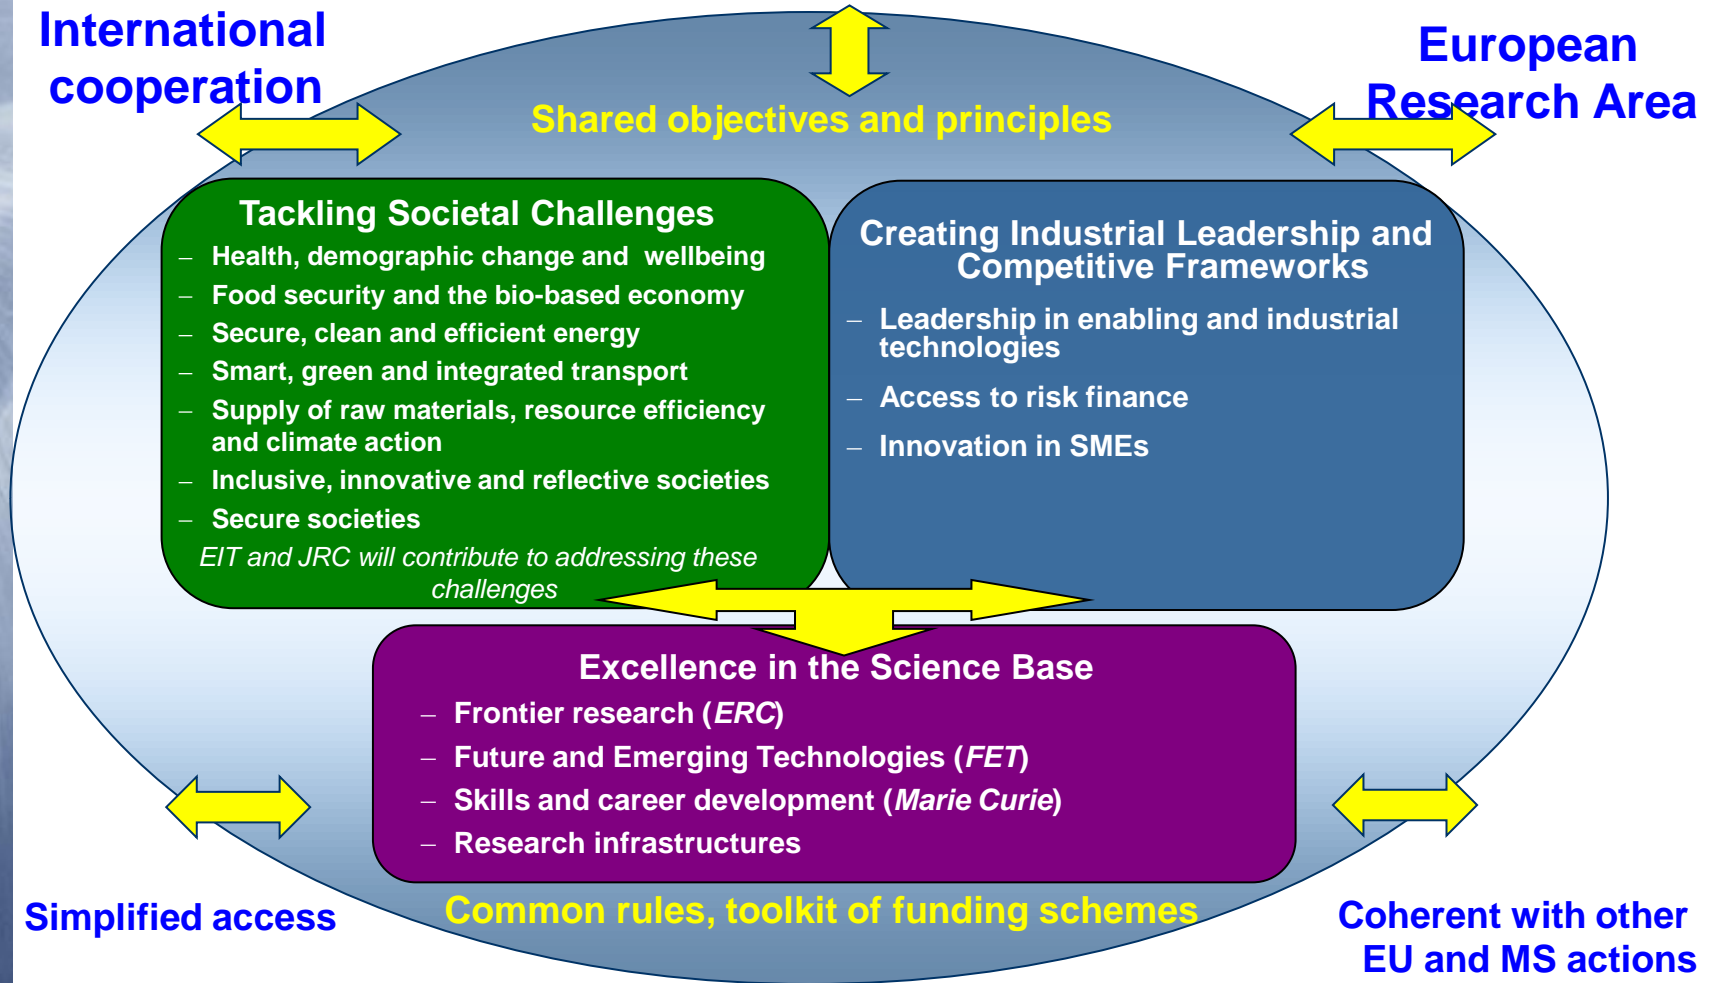 International
cooperation
European
Research Area
Shared objectives and principles
Tackling Societal Challenges
– Health, demographic change and wellbeing
– Food security and the bio-based economy
– Secure, clean and efficient energy
– Smart, green and integrated transport
– Supply of raw materials, resource efficiency
and climate action
– Inclusive, innovative and reflective societies
– Secure societies
EIT and JRC will contribute to addressing these
challenges
Creating Industrial Leadership and
Competitive Frameworks
– Leadership in enabling and industrial
technologies
– Access to risk finance
– Innovation in SMEs
Excellence in the Science Base
– Frontier research (ERC)
– Future and Emerging Technologies (FET)
– Skills and career development (Marie Curie)
– Research infrastructures
Simplified access
Common rules, toolkit of funding schemes
Coherent with other
EU and MS actions